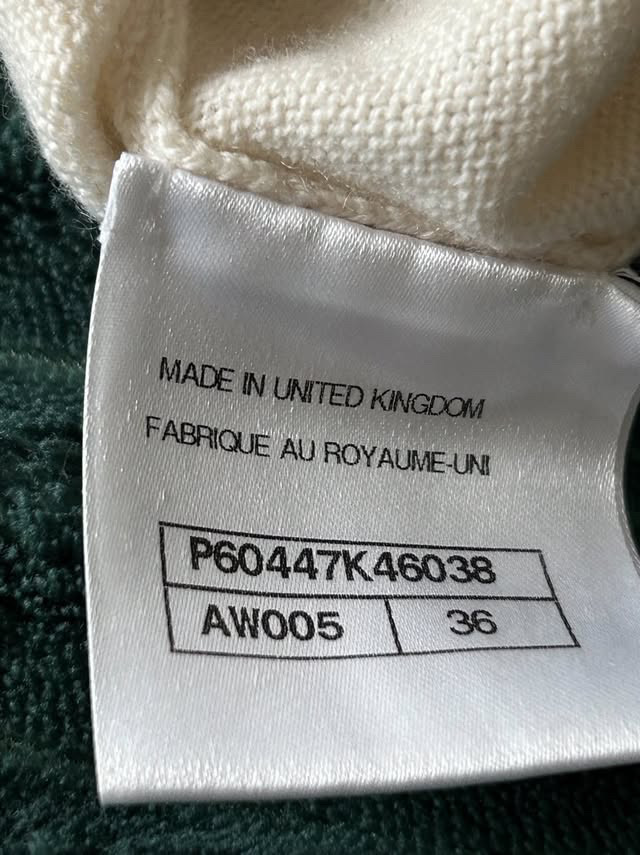 MADE IN UNITED KINGDOM
FABRIQUE AU ROYAUME-UNI
P60447K46038
AW005 36